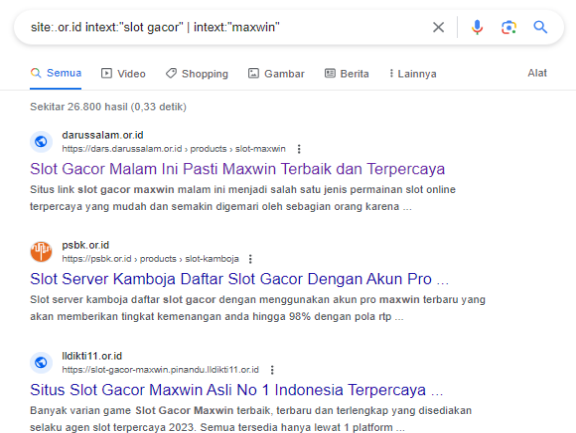 site:.or.id intext:"slot gacor" | intext:"maxwin"
Semua Video Shopping Gambar Berita Lainnya Alat
Sekitar 26.800 hasil (0,33 detik)
darussalam.or.id
https://dars.darussalam.or.id › products › slot-maxwin
Slot Gacor Malam Ini Pasti Maxwin Terbaik dan Terpercaya
Situs link slot gacor maxwin malam ini menjadi salah satu jenis permainan slot online
terpercaya yang mudah dan semakin digemari oleh sebagian orang karena ...
psbk.or.id
https://psbk.or.id › products › slot-kamboja
Slot Server Kamboja Daftar Slot Gacor Dengan Akun Pro ...
Slot server kamboja daftar slot gacor dengan menggunakan akun pro maxwin terbaru yang
akan memberikan tingkat kemenangan anda hingga 98% dengan pola rtp ...
lldikti11.or.id
https://slot-gacor-maxwin.pinandu.lldikti11.or.id
Situs Slot Gacor Maxwin Asli No 1 Indonesia Terpercaya ...
Banyak varian game Slot Gacor Maxwin terbaik, terbaru dan terlengkap yang disediakan
selaku agen slot terpercaya 2023. Semua tersedia hanya lewat 1 platform ...